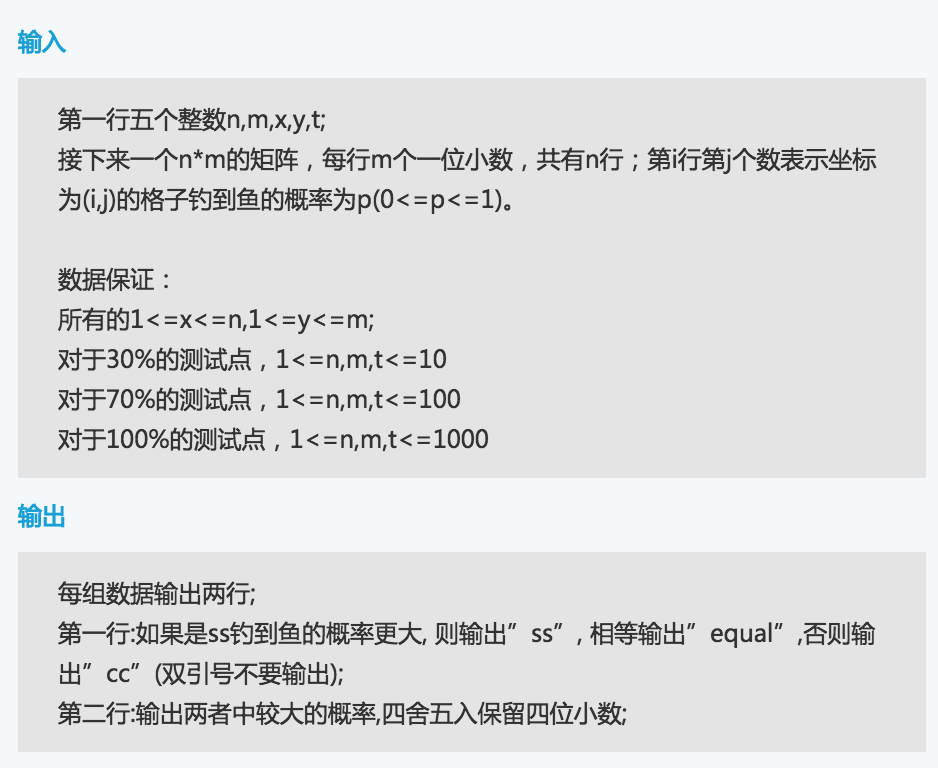 输入
第一行五个整数n,m,x,y,t;
接下来一个n*m的矩阵，每行m个一位小数，共有n行；第i行第j个数表示坐标
为(i,j)的格子钓到鱼的概率为p(0<=p<=1)。
数据保证：
所有的1<=x<=n,1<=y<=m;
对于30%的测试点，1<=n,m,t<=10
对于70%的测试点，1<=n,m,t<=100
对于100%的测试点，1<=n,m,t<=1000
输出
每组数据输出两行;
第一行:如果是ss钓到鱼的概率更大, 则输出”ss”, 相等输出”equal”,否则输
出”cc”(双引号不要输出);
第二行:输出两者中较大的概率,四舍五入保留四位小数;